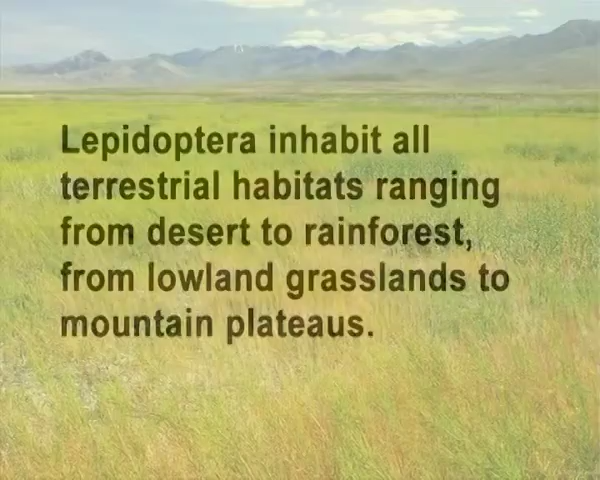 Lepidoptera inhabit all
terrestrial habitats ranging
from desert to rainforest,
from lowland grasslands to
mountain plateaus.